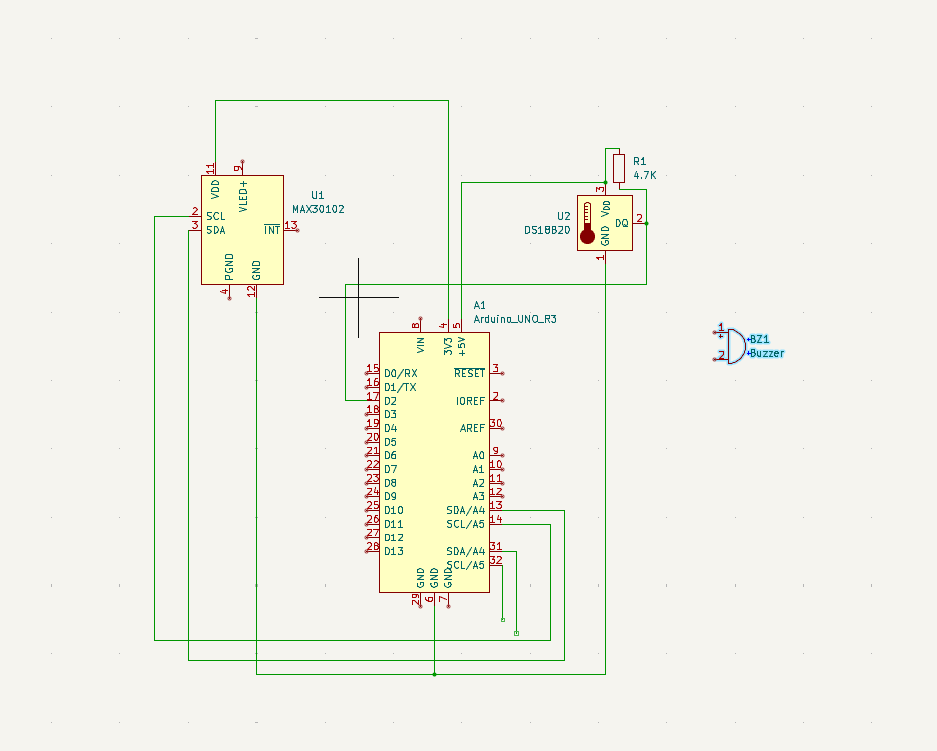 R1
4.7K
11
9
VDD
VLED+
U1
MAX30102
2
SCL
3
SDA
INT
13
PGND
GND
4
12
3
VDD
U2
DS18B20
DQ
2
GND
1
A1
Arduino_UNO_R3
8
4
5
VIN
3V3
+5V
15
D0/RX
RESET
3
16
D1/TX
17
D2
IOREF
2
18
D3
19
D4
AREF
30
20
D5
21
D6
A0
9
22
D7
A1
10
23
D8
A2
11
24
D9
A3
12
25
D10
SDA/A4
13
26
D11
SCL/A5
14
27
D12
28
D13
SDA/A4
31
SCL/A5
32
GND
GND
GND
29
6
7
1
+
2
BZ1
Buzzer